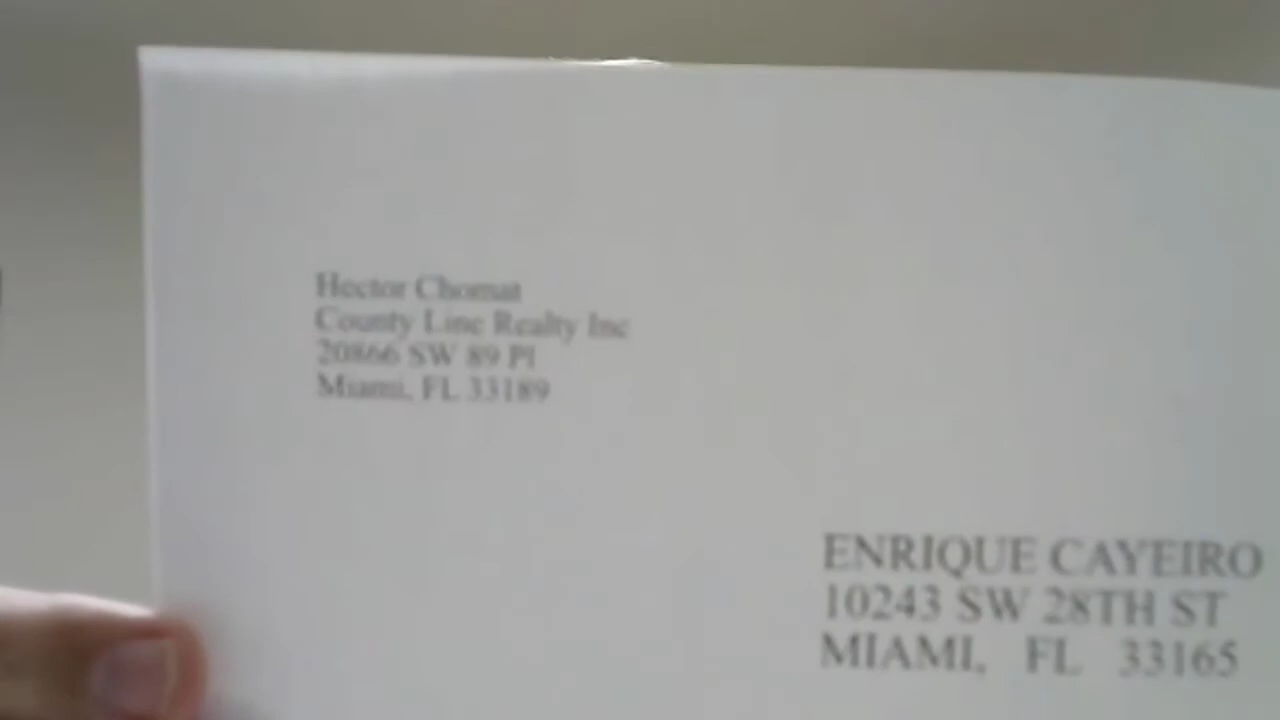 Hector Chomat
County Line Realty Inc
20866 SW 89 Pl
Miami, FL 33189
ENRIQUE CAYEIRO
10243 SW 28TH ST
MIAMI, FL 33165